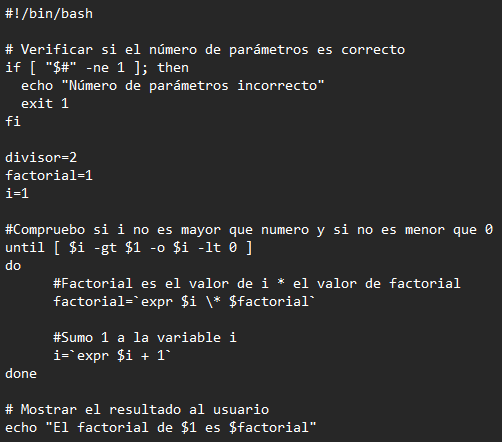 #!/bin/bash
# Verificar si el número de parámetros es correcto
if [ "$#" -ne 1 ]; then
  echo "Número de parámetros incorrecto"
  exit 1
fi
divisor=2
factorial=1
i=1
#Compruebo si i no es mayor que numero y si no es menor que 0
until [ $i -gt $1 -o $i -lt 0 ]
do
      #Factorial es el valor de i * el valor de factorial
      factorial=`expr $i \* $factorial`
      #Sumo 1 a la variable i
      i=`expr $i + 1`
done
# Mostrar el resultado al usuario
echo "El factorial de $1 es $factorial"